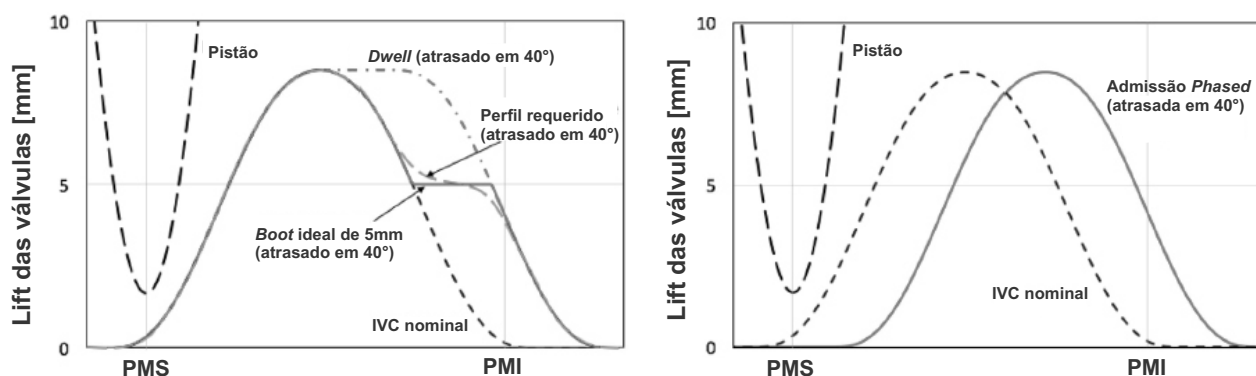 Lift das válvulas [mm]
10
5
0
Pistão
Dwell (atrasado em 40°)
Perfil requerido
(atrasado em 40°)
Boot ideal de 5mm
(atrasado em 40°)
IVC nominal
PMS
PMI
Lift das válvulas [mm]
10
5
0
Pistão
Admissão Phased
(atrasada em 40°)
IVC nominal
PMS
PMI